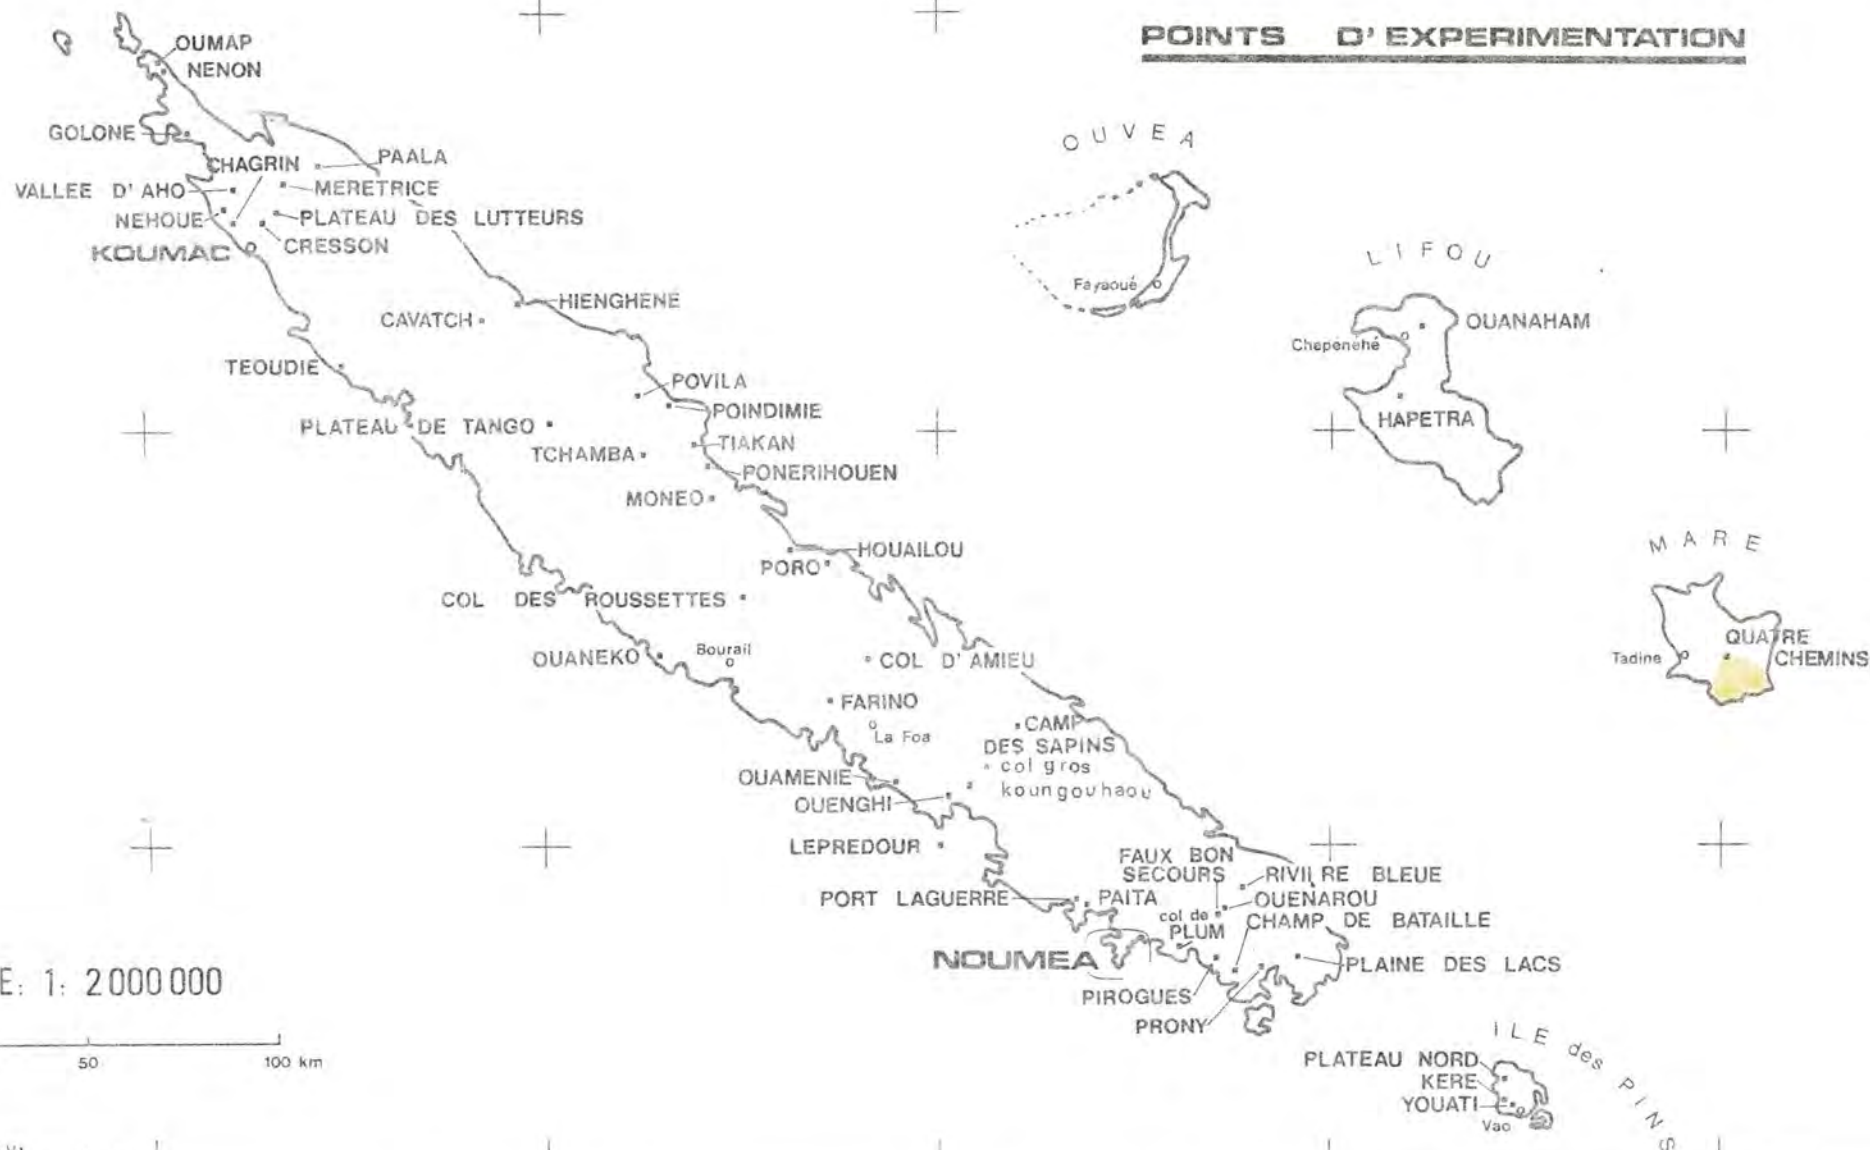 POINTS D'EXPERIMENTATION
OUMAP
NENON
GOLONE
CHAGRIN
PAALA
VALLEE D'AHO
MERETRICE
NEHOUE
PLATEAU DES LUTTEURS
KOUMAC
CRESSON
OUVEA
Fayaoué
LIFOU
HIENGHENE
CAVATCH
OUANAHAM
Chepénéhé
TEOUDIE
POVILA
POINDIMIE
HAPETRA
PLATEAU DE TANGO
TIAKAN
TCHAMBA
PONERIHOUEN
MONEO
MARE
HOUAILOU
PORO
COL DES ROUSSETTES
QUATRE
CHEMINS
Tadine
OUANEKO
Bourail
COL D'AMIEU
FARINO
La Foa
CAMP
DES SAPINS
col gros
koungouhaou
OUAMENIE
OUENGHI
LEPREDOUR
FAUX BON
SECOURS
RIVIERE BLEUE
PORT LAGUERRE
PAITA
OUENAROU
col de
PLUM
CHAMP DE BATAILLE
NOUMEA
PLAINE DES LACS
PIROGUES
PRONY
E: 1: 2000000
50
100 km
ILE des PINS
PLATEAU NORD
KERE
YOUATI
Vao